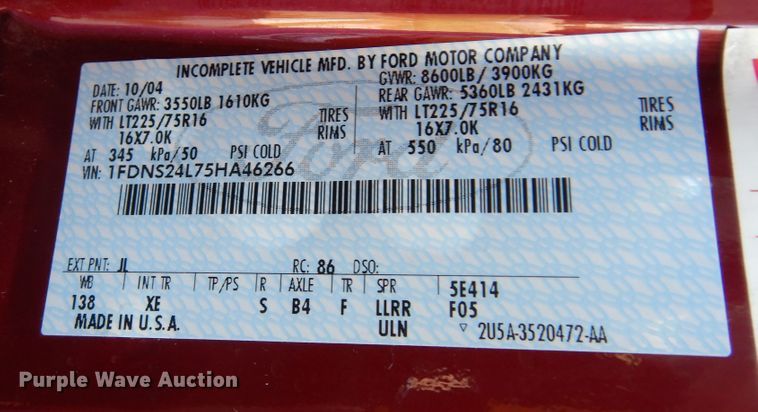 INCOMPLETE VEHICLE MFD. BY FORD MOTOR COMPANY
DATE: 10/04 GVWR: 8600LB/ 3900KG
FRONT GAWR: 3550LB 1610KG REAR GAWR: 5360LB 2431KG
WITH LT225/75R16 TIRES WITH LT225/75R16 TIRES
16X7.0K RIMS 16X7.0K RIMS
AT 345 kPa/50 PSI COLD AT 550 kPa/80 PSI COLD
VIN: 1FDNS24L75HA46266
Ford
EXT PNT: JL RC: 86 DSO:
WB INT TR TP/PS R AXLE TR SPR 5E414
138 XE S B4 F LLRR F05
MADE IN U.S.A. ULN ▽ 2U5A-3520472-AA
Purple Wave Auction